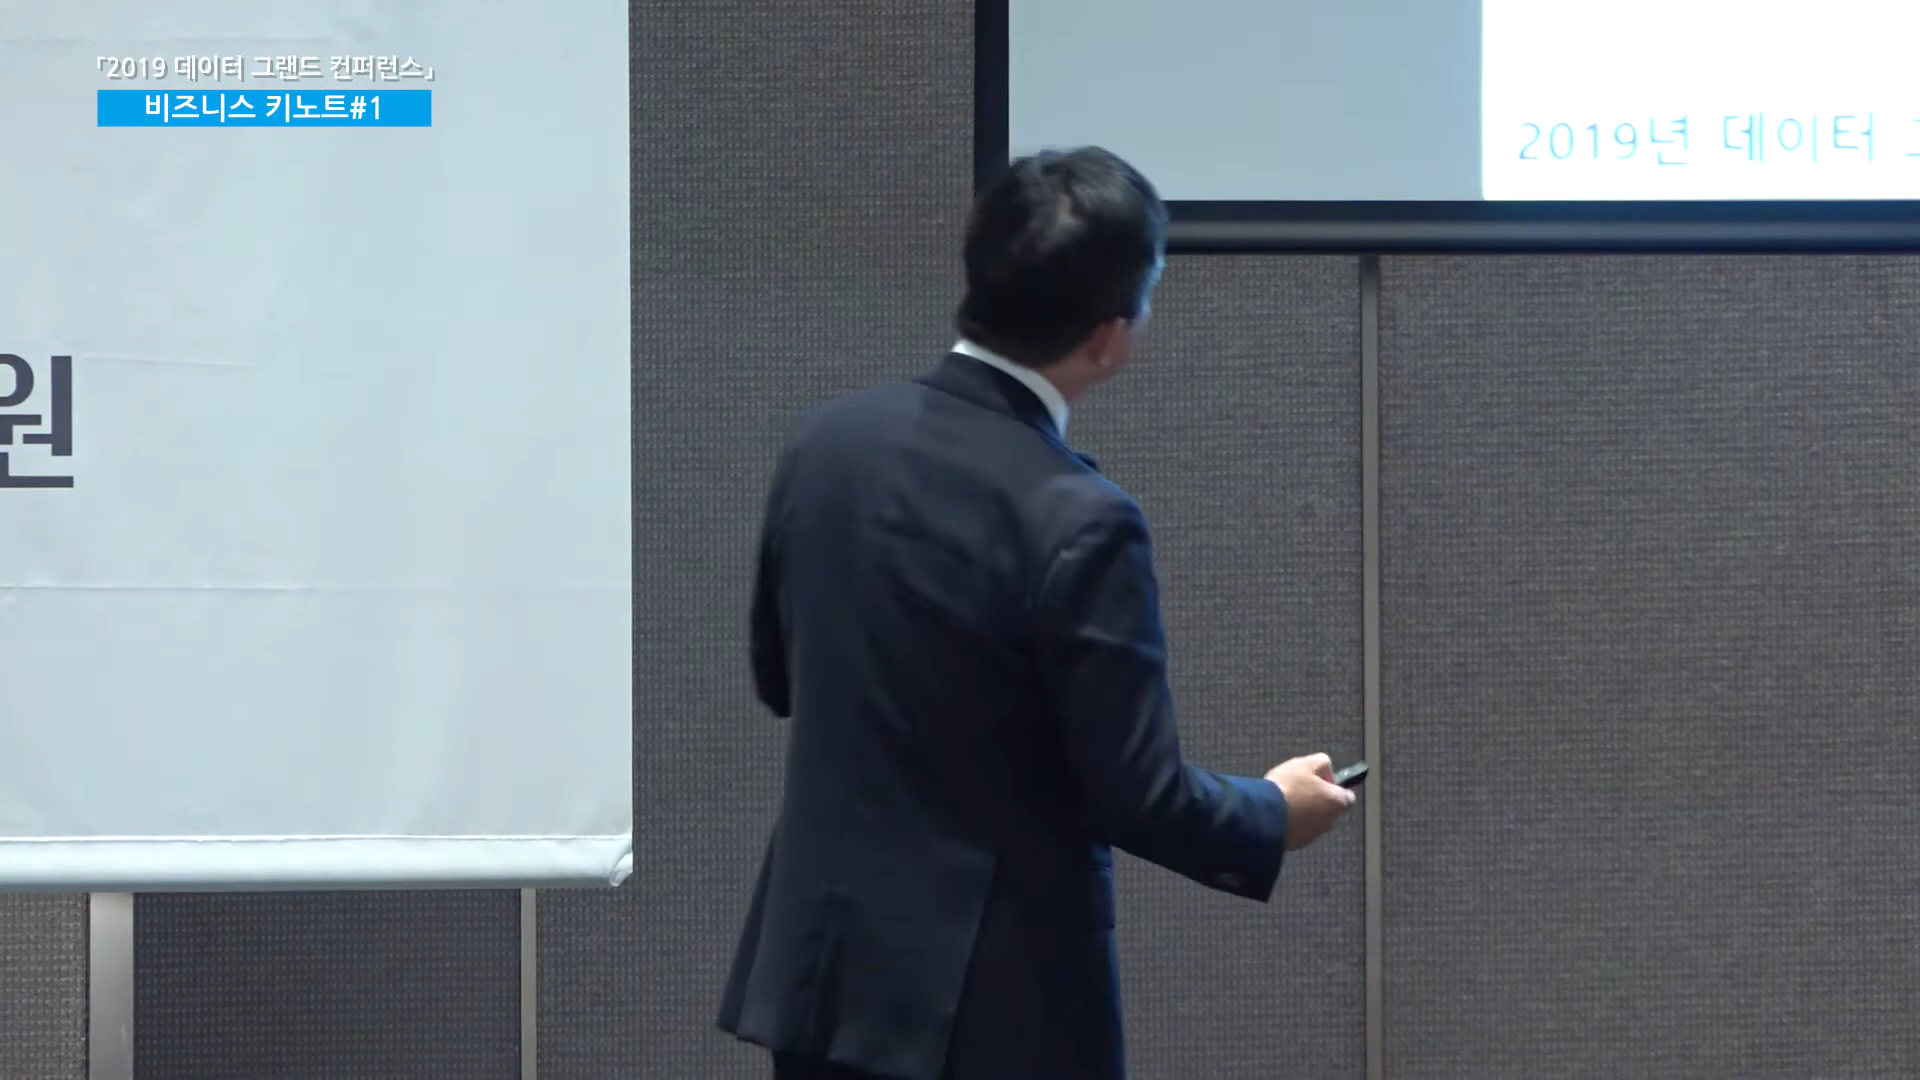 「2019 데이터 그랜드 컨퍼런스」
비즈니스 키노트#1
2019년 데이터
원